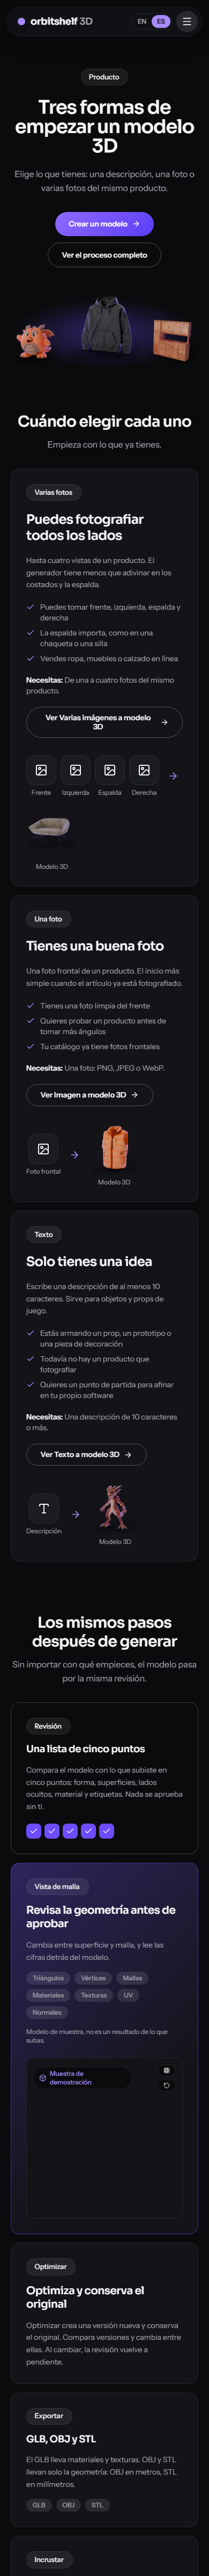 orbitshelf 3D
EN ES
Producto
Tres formas de
empezar un modelo
3D
Elige lo que tienes: una descripción, una foto o
varias fotos del mismo producto.
Crear un modelo →
Ver el proceso completo
Cuándo elegir cada uno
Empieza con lo que ya tienes.
Varias fotos
Puedes fotografiar
todos los lados
Hasta cuatro vistas de un producto. El
generador tiene menos que adivinar en los
costados y la espalda.
Puedes tomar frente, izquierda, espalda y
derecha
La espalda importa, como en una
chaqueta o una silla
Vendes ropa, muebles o calzado en línea
Necesitas: De una a cuatro fotos del mismo
producto.
Ver Varias imágenes a modelo
3D →
Frente Izquierda Espalda Derecha
Modelo 3D
Una foto
Tienes una buena foto
Una foto frontal de un producto. El inicio más
simple cuando el artículo ya está fotografiado.
Tienes una foto limpia del frente
Quieres probar un producto antes de
tomar más ángulos
Tu catálogo ya tiene fotos frontales
Necesitas: Una foto: PNG, JPEG o WebP.
Ver Imagen a modelo 3D →
Foto frontal
Modelo 3D
Texto
Solo tienes una idea
Escribe una descripción de al menos 10
caracteres. Sirve para objetos y props de
juego.
Estás armando un prop, un prototipo o
una pieza de decoración
Todavía no hay un producto que
fotografiar
Quieres un punto de partida para afinar
en tu propio software
Necesitas: Una descripción de 10 caracteres
o más.
Ver Texto a modelo 3D →
Descripción
Modelo 3D
Los mismos pasos
después de generar
Sin importar con qué empieces, el modelo pasa
por la misma revisión.
Revisión
Una lista de cinco puntos
Compara el modelo con lo que subiste en
cinco puntos: forma, superficies, lados
ocultos, material y etiquetas. Nada se aprueba
sin ti.
Vista de malla
Revisa la geometría antes de
aprobar
Cambia entre superficie y malla, y lee las
cifras detrás del modelo.
Triángulos Vértices Mallas
Materiales Texturas UV
Normales
Modelo de muestra, no es un resultado de lo que
subas.
Muestra de
demostración
Optimizar
Optimiza y conserva el
original
Optimizar crea una versión nueva y conserva
el original. Compara versiones y cambia entre
ellas. Al cambiar, la revisión vuelve a
pendiente.
Exportar
GLB, OBJ y STL
El GLB lleva materiales y texturas. OBJ y STL
llevan solo la geometría: OBJ en metros, STL
en milímetros.
GLB OBJ STL
Incrustar